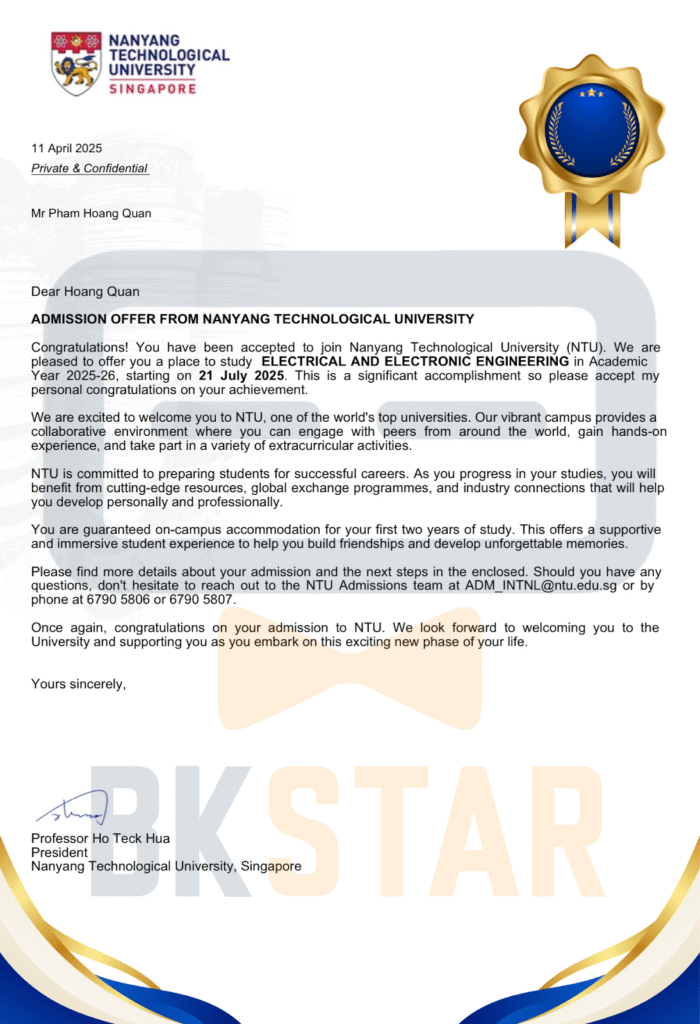 NANYANG
TECHNOLOGICAL
UNIVERSITY
SINGAPORE
11 April 2025
Private & Confidential
Mr Pham Hoang Quan
Dear Hoang Quan
ADMISSION OFFER FROM NANYANG TECHNOLOGICAL UNIVERSITY
Congratulations! You have been accepted to join Nanyang Technological University (NTU). We are
pleased to offer you a place to study ELECTRICAL AND ELECTRONIC ENGINEERING in Academic
Year 2025-26, starting on 21 July 2025. This is a significant accomplishment so please accept my
personal congratulations on your achievement.
We are excited to welcome you to NTU, one of the world's top universities. Our vibrant campus provides a
collaborative environment where you can engage with peers from around the world, gain hands-on
experience, and take part in a variety of extracurricular activities.
NTU is committed to preparing students for successful careers. As you progress in your studies, you will
benefit from cutting-edge resources, global exchange programmes, and industry connections that will help
you develop personally and professionally.
You are guaranteed on-campus accommodation for your first two years of study. This offers a supportive
and immersive student experience to help you build friendships and develop unforgettable memories.
Please find more details about your admission and the next steps in the enclosed. Should you have any
questions, don't hesitate to reach out to the NTU Admissions team at ADM_INTNL@ntu.edu.sg or by
phone at 6790 5806 or 6790 5807.
Once again, congratulations on your admission to NTU. We look forward to welcoming you to the
University and supporting you as you embark on this exciting new phase of your life.
Yours sincerely,
Professor Ho Teck Hua
President
Nanyang Technological University, Singapore
BKSTAR